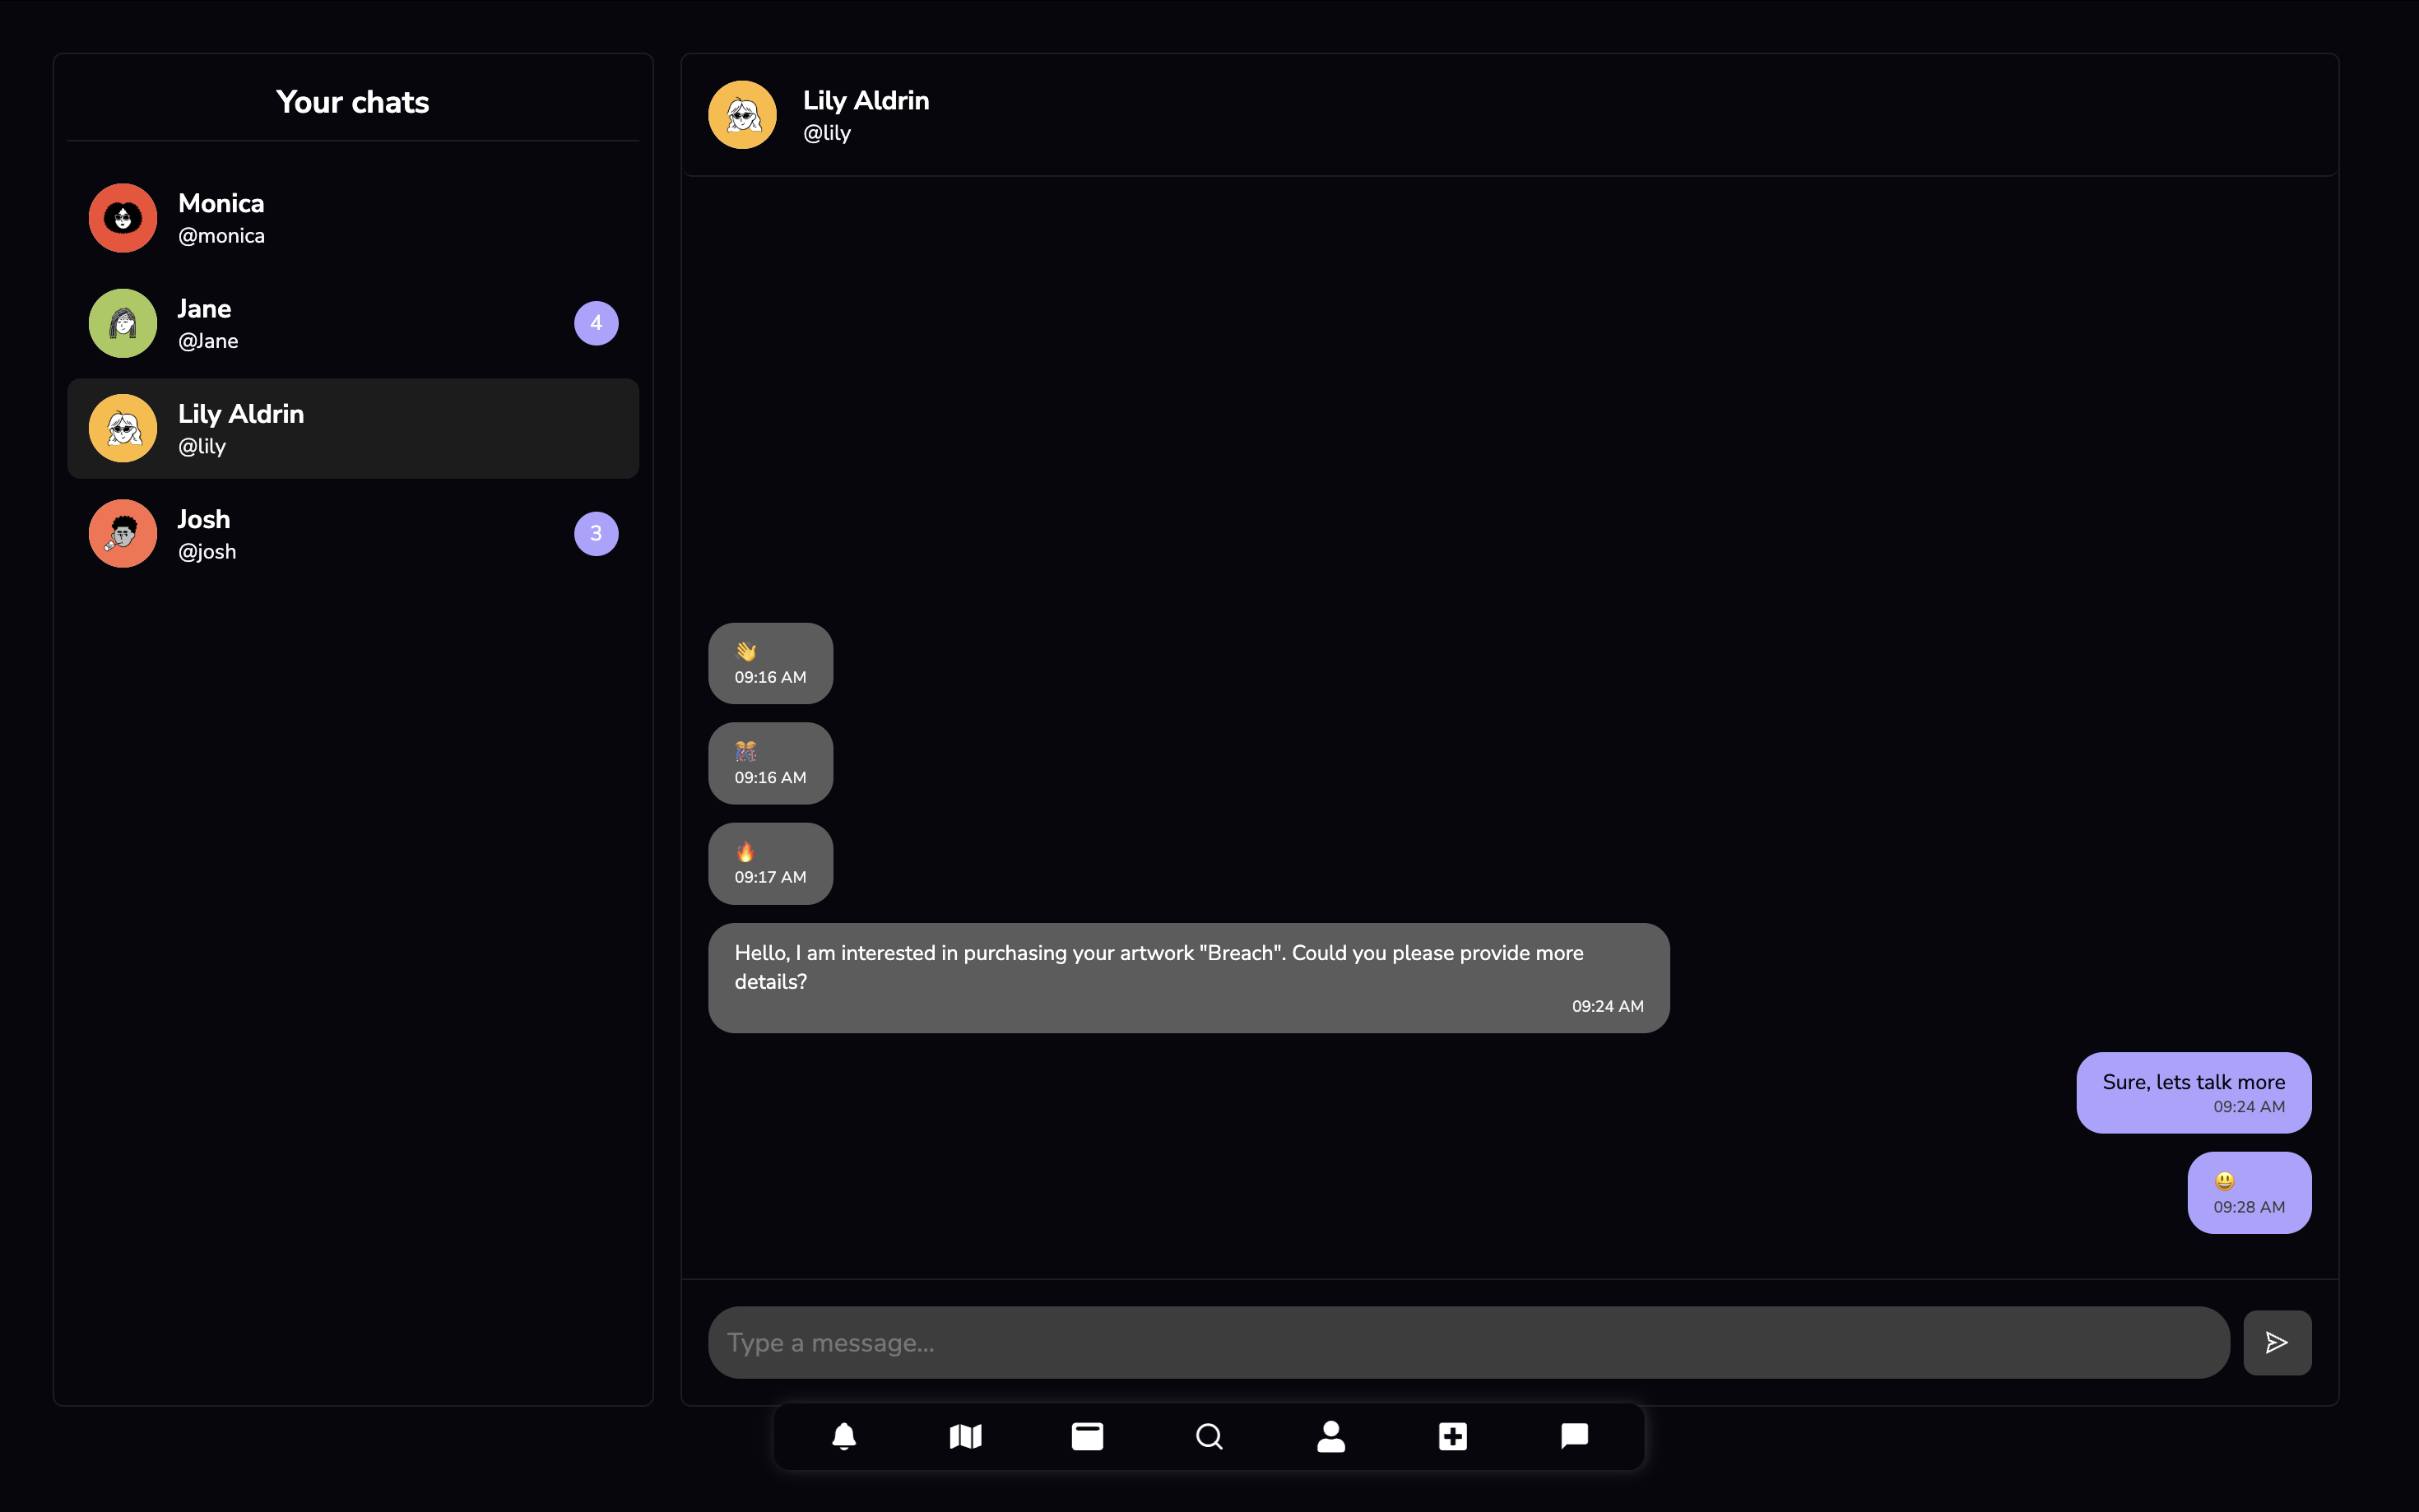 Your chats
Monica
@monica
Jane
@Jane
4
Lily Aldrin
@lily
Josh
@josh
3
Lily Aldrin
@lily
👋
09:16 AM
🎊
09:16 AM
🔥
09:17 AM
Hello, I am interested in purchasing your artwork "Breach". Could you please provide more
details?
09:24 AM
Sure, lets talk more
09:24 AM
😃
09:28 AM
Type a message...